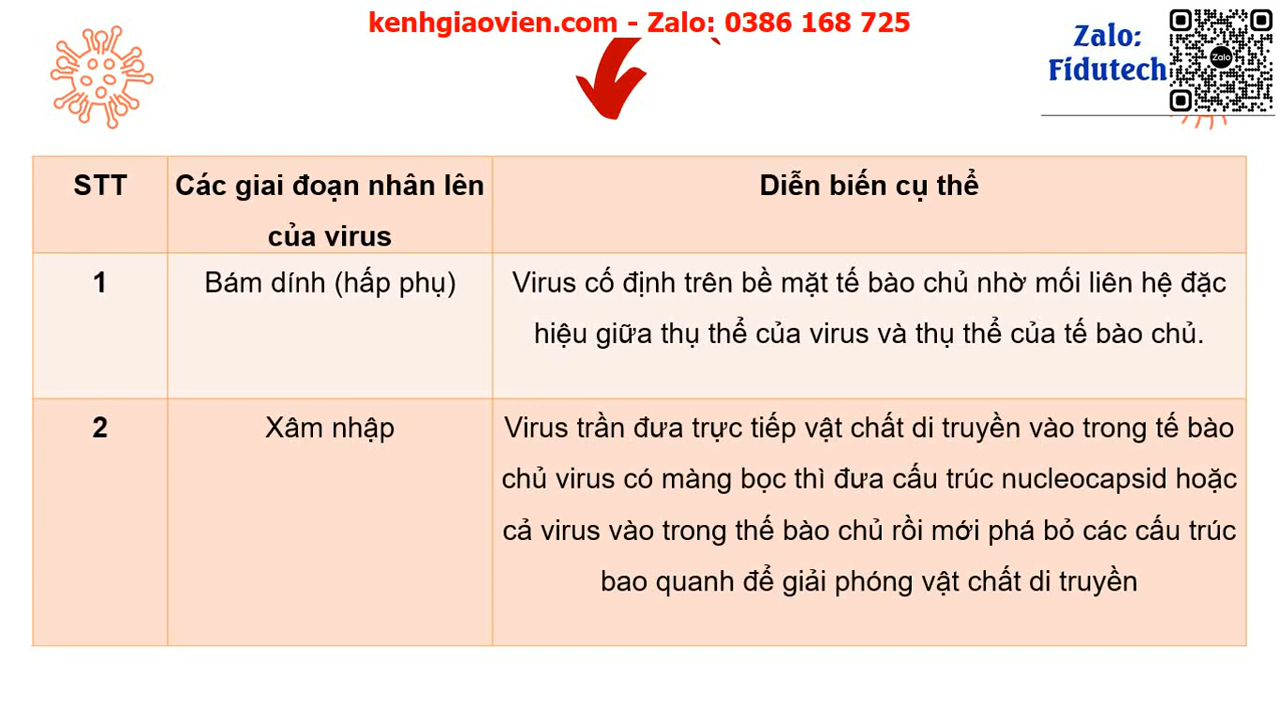 kenhgiaovien.com - Zalo: 0386 168 725
Zalo:
Fidutech
Zalo
STT
Các giai đoạn nhân lên
của virus
Diễn biến cụ thể
1
Bám dính (hấp phụ)
Virus cố định trên bề mặt tế bào chủ nhờ mối liên hệ đặc
hiệu giữa thụ thể của virus và thụ thể của tế bào chủ.
2
Xâm nhập
Virus trần đưa trực tiếp vật chất di truyền vào trong tế bào
chủ virus có màng bọc thì đưa cấu trúc nucleocapsid hoặc
cả virus vào trong thế bào chủ rồi mới phá bỏ các cấu trúc
bao quanh để giải phóng vật chất di truyền